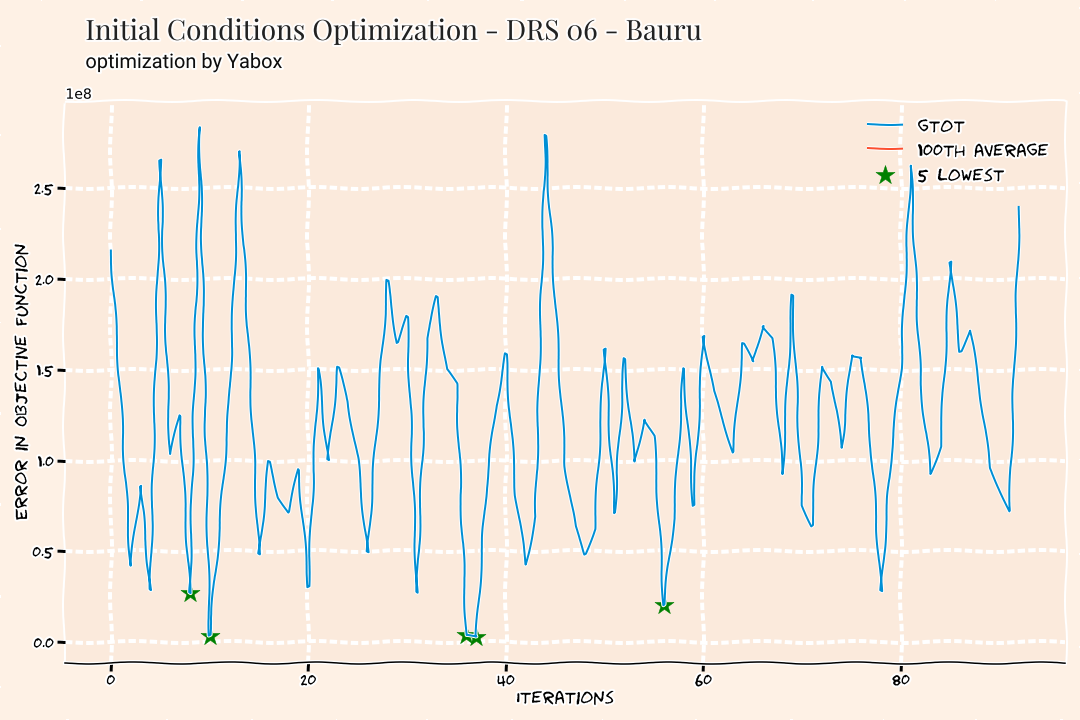 Initial Conditions Optimization - DRS 06 - Bauru
optimization by Yabox
1e8
GTOT
100TH AVERAGE
5 LOWEST
2.5
2.0
1.5
1.0
0.5
0.0
ERROR IN OBJECTIVE FUNCTION
0 20 40 60 80
ITERATIONS